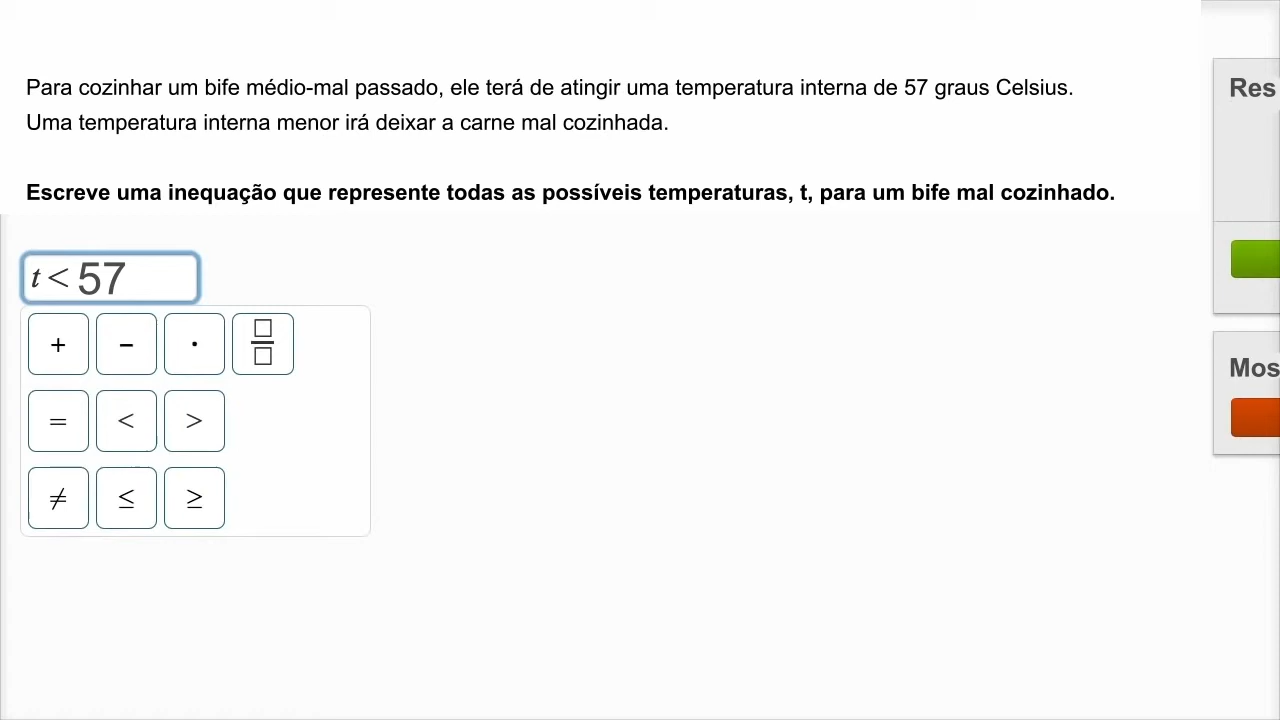 Para cozinhar um bife médio-mal passado, ele terá de atingir uma temperatura interna de 57 graus Celsius.
Uma temperatura interna menor irá deixar a carne mal cozinhada.
Escreve uma inequação que represente todas as possíveis temperaturas, t, para um bife mal cozinhado.
t < 57
+ − ·
= < >
≠ ≤ ≥
Res
Mos